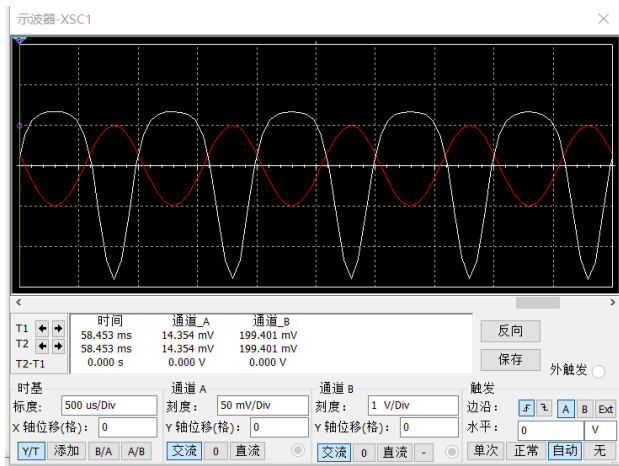 示波器-XSC1
T1
T2
T2-T1
时间 通道_A 通道_B
58.453 ms 14.354 mV 199.401 mV
58.453 ms 14.354 mV 199.401 mV
0.000 s 0.000 V 0.000 V
反向
保存
外触发
时基
标度: 500 us/Div
X 轴位移(格): 0
Y/T 添加 B/A A/B
通道 A
刻度: 50 mV/Div
Y 轴位移(格): 0
交流 0 直流
通道 B
刻度: 1 V/Div
Y 轴位移(格): 0
交流 0 直流 -
触发
边沿: A B Ext
水平: 0 V
单次 正常 自动 无